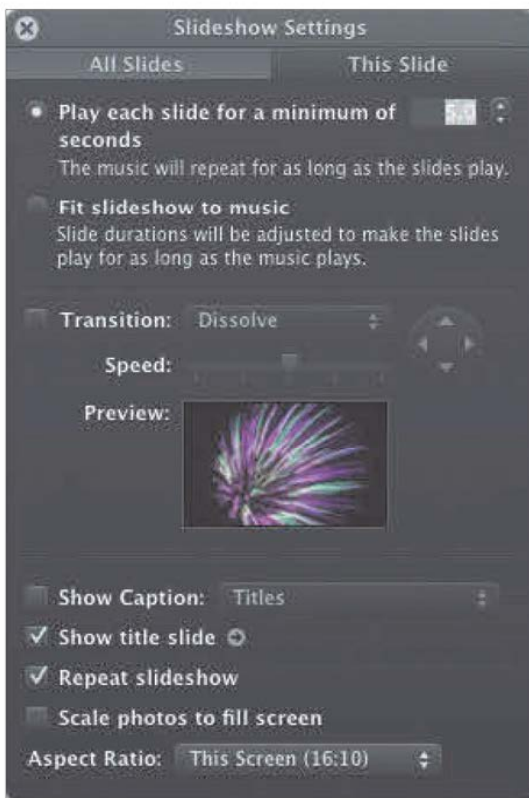 Slideshow Settings
All Slides
This Slide
Play each slide for a minimum of 5.0
seconds
The music will repeat for as long as the slides play.
Fit slideshow to music
Slide durations will be adjusted to make the slides
play for as long as the music plays.
Transition: Dissolve
Speed:
Preview:
Show Caption: Titles
Show title slide
Repeat slideshow
Scale photos to fill screen
Aspect Ratio: This Screen (16:10)